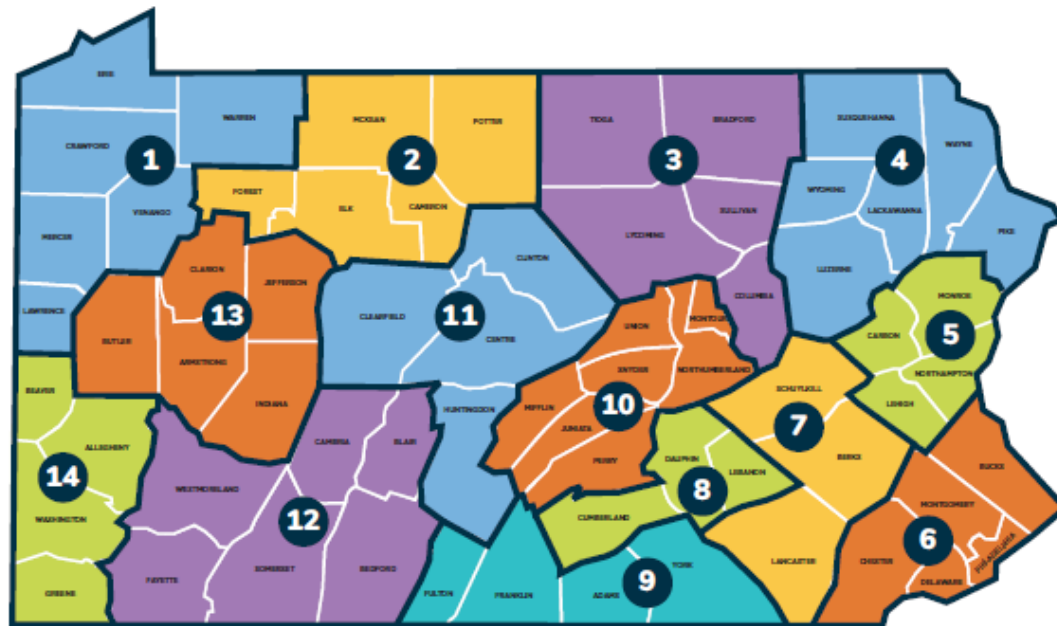 ERIE
CRAWFORD
1
WARREN
MERCER
VENANGO
LAWRENCE
MCKEAN
POTTER
2
FOREST
ELK
CAMERON
TIOGA
BRADFORD
3
SULLIVAN
LYCOMING
COLUMBIA
SUSQUEHANNA
WAYNE
4
WYOMING
LACKAWANNA
PIKE
LUZERNE
MONROE
CARBON
5
NORTHAMPTON
LEHIGH
CLARION
JEFFERSON
13
BUTLER
ARMSTRONG
INDIANA
CLINTON
CLEARFIELD
11
CENTRE
HUNTINGDON
UNION
MONTOUR
SNYDER
NORTHUMBERLAND
MIFFLIN
10
JUNIATA
PERRY
SCHUYLKILL
7
BERKS
LANCASTER
DAUPHIN
LEBANON
8
CUMBERLAND
BUCKS
MONTGOMERY
6
PHILADELPHIA
CHESTER
DELAWARE
BEAVER
ALLEGHENY
14
WASHINGTON
GREENE
CAMBRIA
BLAIR
WESTMORELAND
12
FAYETTE
SOMERSET
BEDFORD
FULTON
FRANKLIN
ADAMS
9
YORK